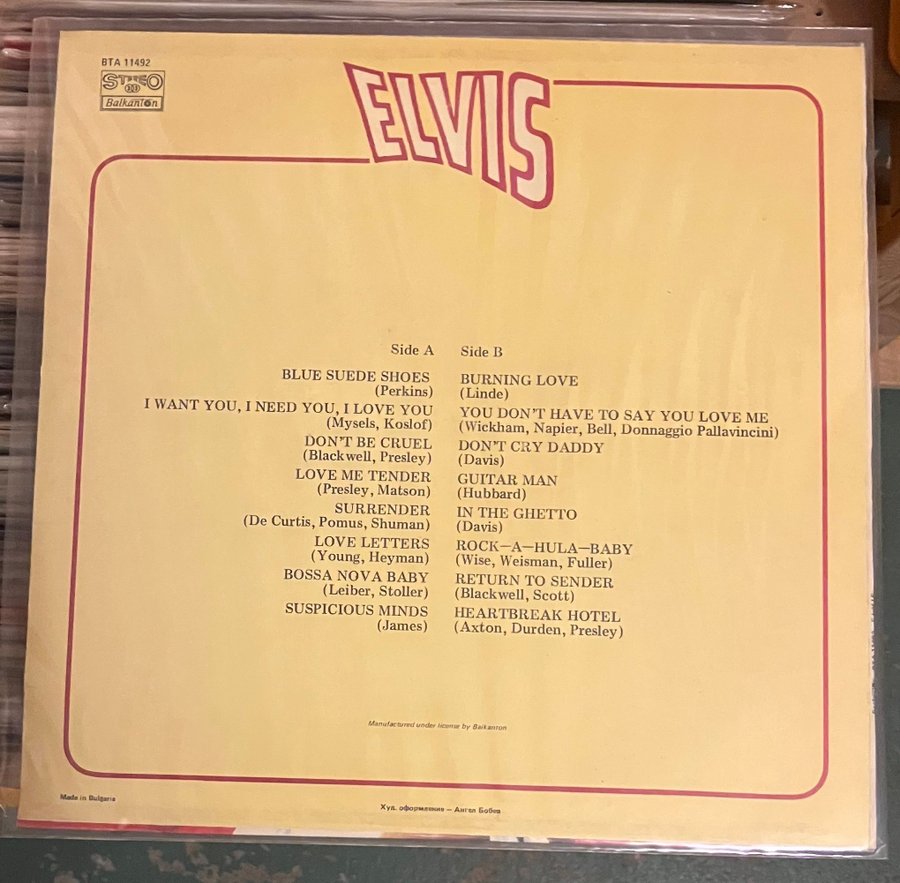 BTA 11492
STEREO
33
Balkanton
ELVIS
Side A
BLUE SUEDE SHOES
(Perkins)
I WANT YOU, I NEED YOU, I LOVE YOU
(Mysels, Koslof)
DON'T BE CRUEL
(Blackwell, Presley)
LOVE ME TENDER
(Presley, Matson)
SURRENDER
(De Curtis, Pomus, Shuman)
LOVE LETTERS
(Young, Heyman)
BOSSA NOVA BABY
(Leiber, Stoller)
SUSPICIOUS MINDS
(James)
Side B
BURNING LOVE
(Linde)
YOU DON'T HAVE TO SAY YOU LOVE ME
(Wickham, Napier, Bell, Donnaggio Pallavincini)
DON'T CRY DADDY
(Davis)
GUITAR MAN
(Hubbard)
IN THE GHETTO
(Davis)
ROCK—A—HULA—BABY
(Wise, Weisman, Fuller)
RETURN TO SENDER
(Blackwell, Scott)
HEARTBREAK HOTEL
(Axton, Durden, Presley)
Manufactured under license by Balkanton
Made in Bulgaria
Худ. оформление — Ангел Бобев